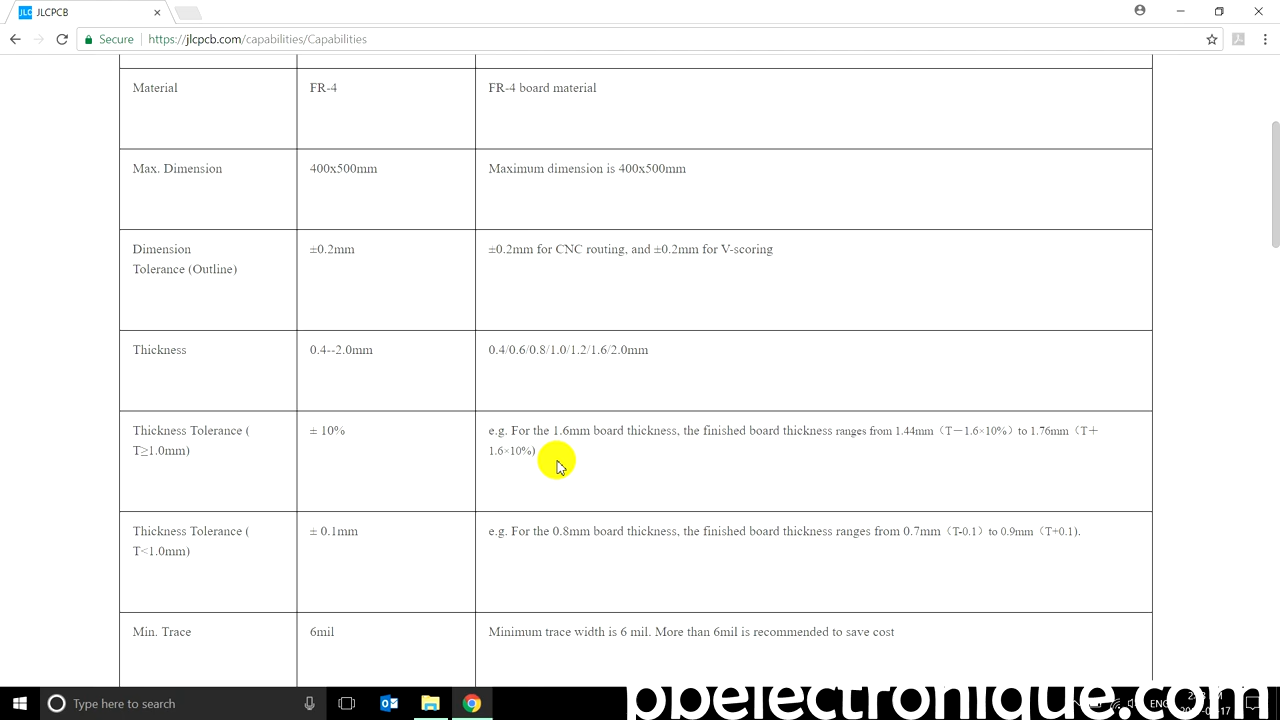 JLC JLCPCB
Secure https://jlcpcb.com/capabilities/Capabilities
Material FR-4 FR-4 board material
Max. Dimension 400x500mm Maximum dimension is 400x500mm
Dimension ±0.2mm ±0.2mm for CNC routing, and ±0.2mm for V-scoring
Tolerance (Outline)
Thickness 0.4--2.0mm 0.4/0.6/0.8/1.0/1.2/1.6/2.0mm
Thickness Tolerance ( ± 10% e.g. For the 1.6mm board thickness, the finished board thickness ranges from 1.44mm（T－1.6×10%）to 1.76mm（T＋
T≥1.0mm) 1.6×10%)
Thickness Tolerance ( ± 0.1mm e.g. For the 0.8mm board thickness, the finished board thickness ranges from 0.7mm（T-0.1）to 0.9mm（T+0.1).
T<1.0mm)
Min. Trace 6mil Minimum trace width is 6 mil. More than 6mil is recommended to save cost
Type here to search
ENG
ppelectronique.com